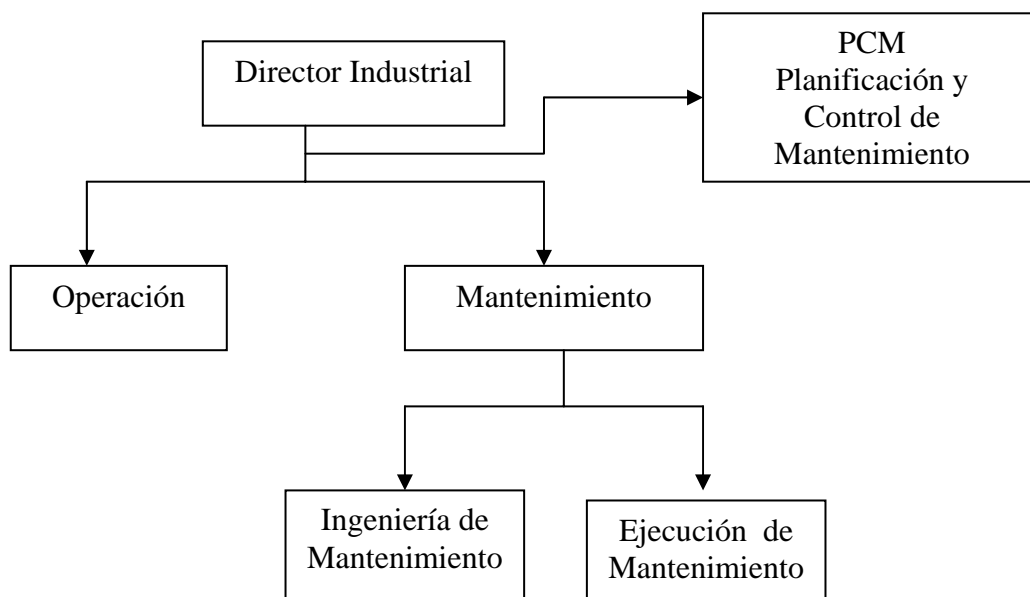 Director Industrial
PCM
Planificación y
Control de
Mantenimiento
Operación
Mantenimiento
Ingeniería de
Mantenimiento
Ejecución de
Mantenimiento